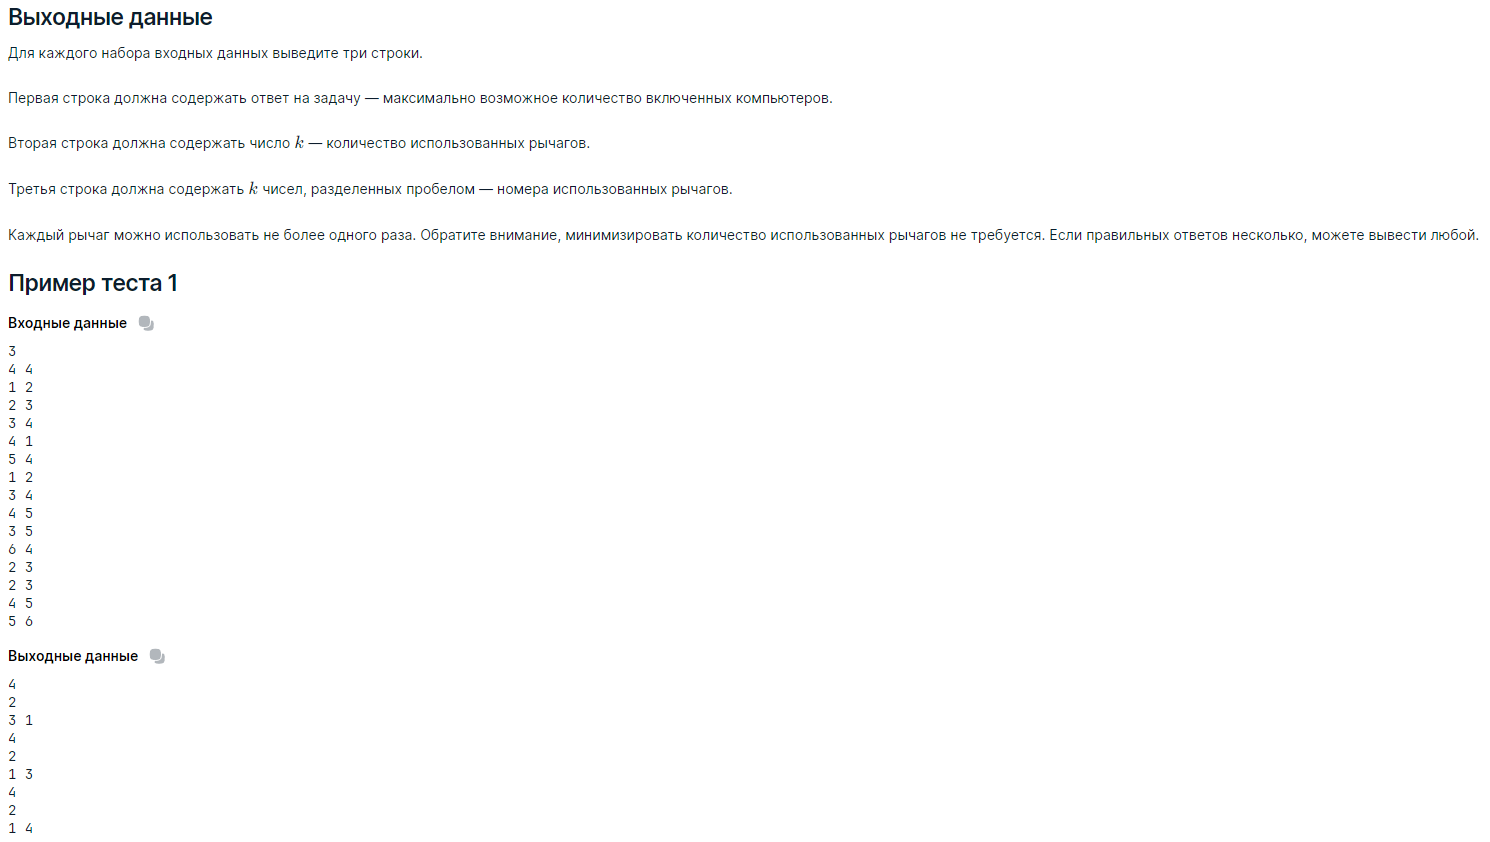 Выходные данные
Для каждого набора входных данных выведите три строки.
Первая строка должна содержать ответ на задачу — максимально возможное количество включенных компьютеров.
Вторая строка должна содержать число k — количество использованных рычагов.
Третья строка должна содержать k чисел, разделенных пробелом — номера использованных рычагов.
Каждый рычаг можно использовать не более одного раза. Обратите внимание, минимизировать количество использованных рычагов не требуется. Если правильных ответов несколько, можете вывести любой.
Пример теста 1
Входные данные
3
4 4
1 2
2 3
3 4
4 1
5 4
1 2
3 4
4 5
3 5
6 4
2 3
2 3
4 5
5 6
Выходные данные
4
2
3 1
4
2
1 3
4
2
1 4